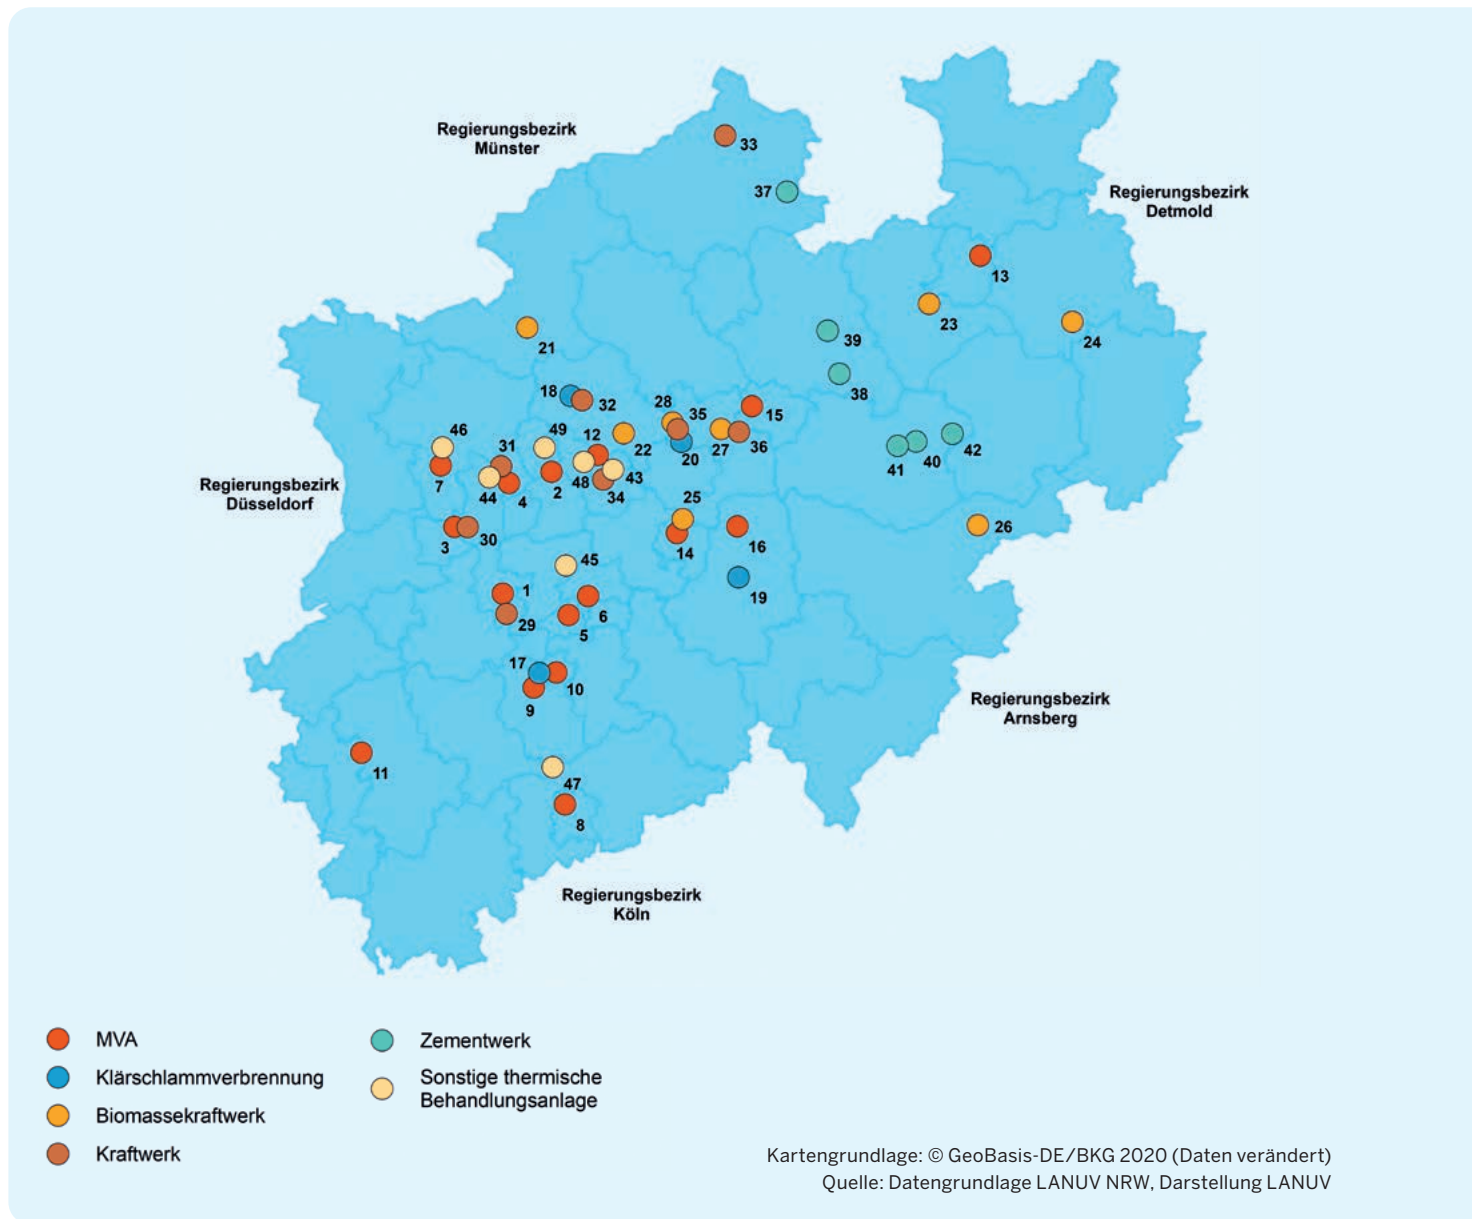 Regierungsbezirk
Münster
33
37
Regierungsbezirk
Detmold
13
23
24
21
39
38
18
32
28
35
15
46
49
12
22
27
36
31
20
42
41
40
7
44
4
2
48
43
34
Regierungsbezirk
Düsseldorf
25
26
3
30
14
16
45
1
6
19
29
5
17
10
9
Regierungsbezirk
Arnsberg
11
47
8
Regierungsbezirk
Köln
MVA
Klärschlammverbrennung
Biomassekraftwerk
Kraftwerk
Zementwerk
Sonstige thermische
Behandlungsanlage
Kartengrundlage: © GeoBasis-DE/BKG 2020 (Daten verändert)
Quelle: Datengrundlage LANUV NRW, Darstellung LANUV